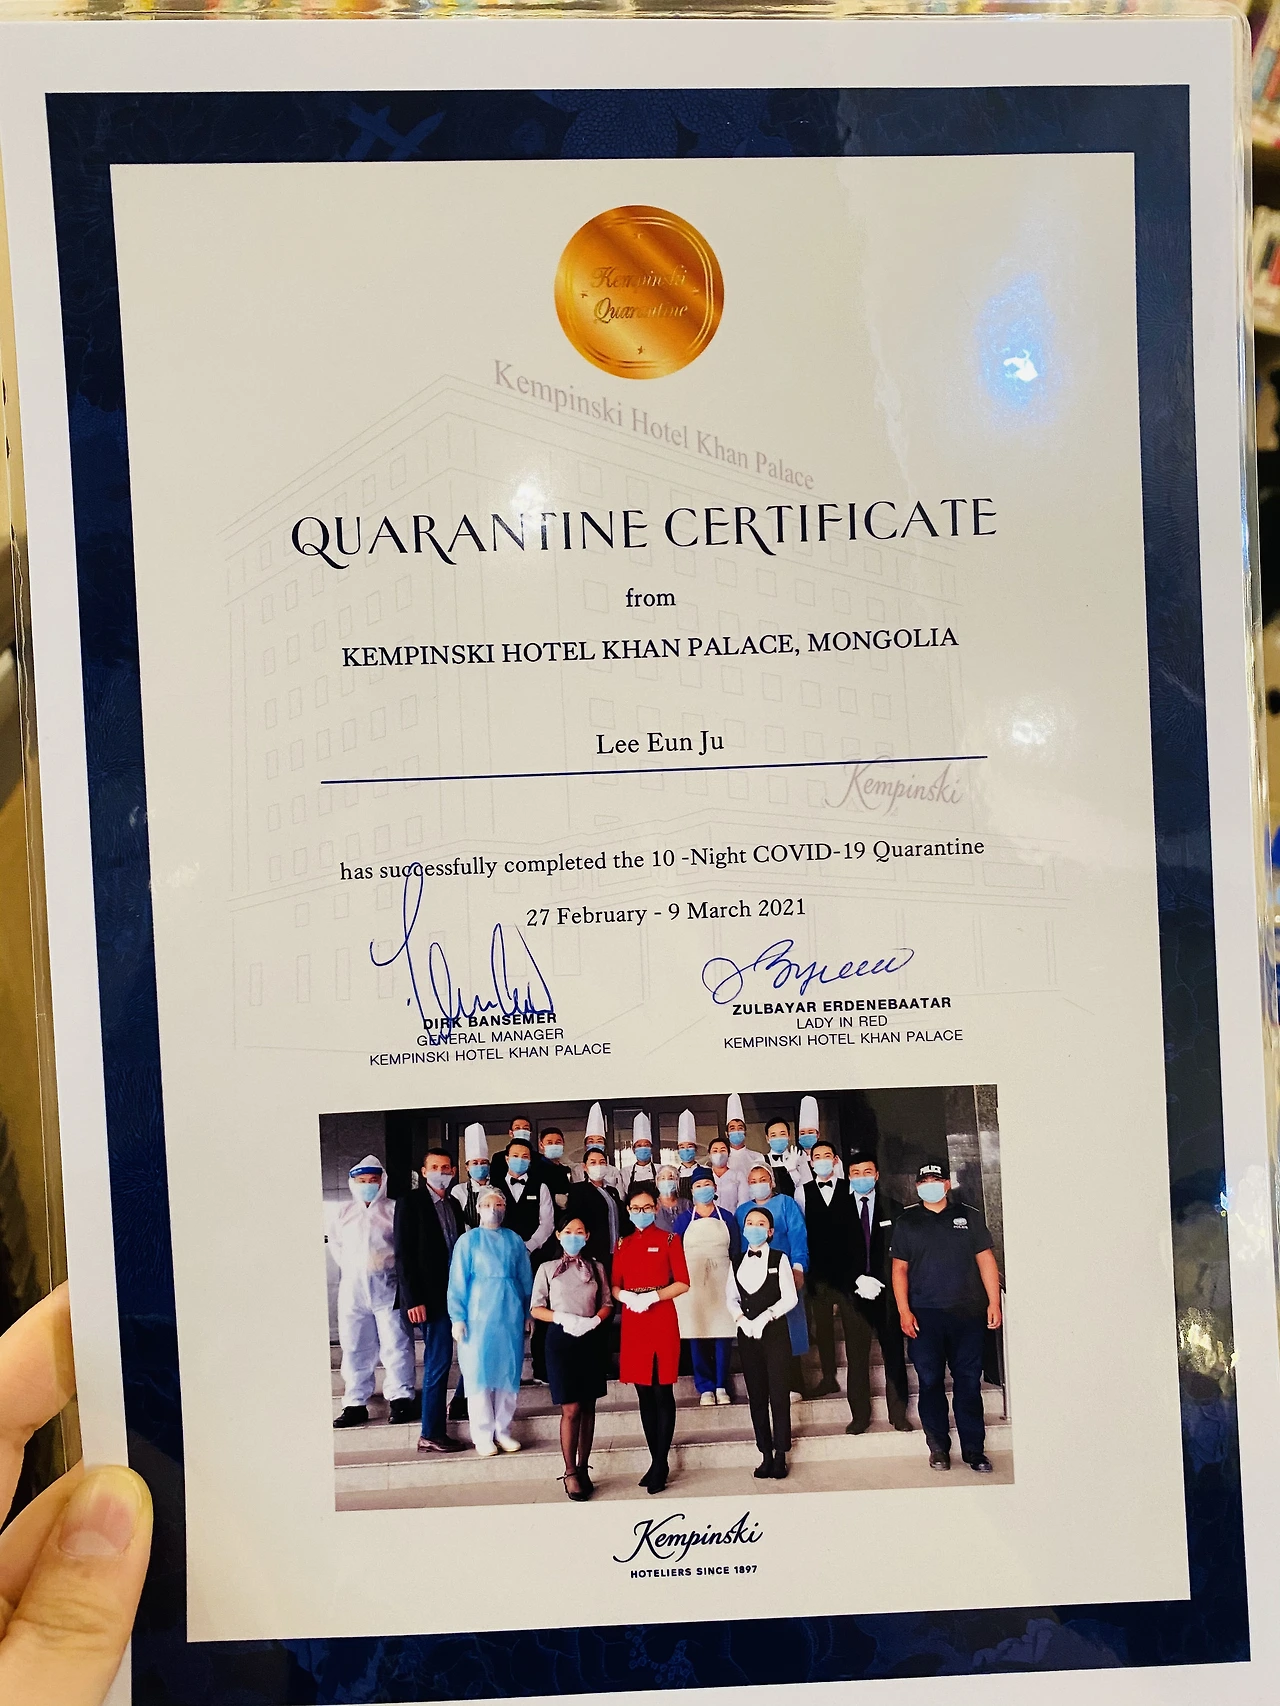 Kempinski
Quarantine
Kempinski Hotel Khan Palace
QUARANTINE CERTIFICATE
from
KEMPINSKI HOTEL KHAN PALACE, MONGOLIA
Lee Eun Ju
Kempinski
has successfully completed the 10 -Night COVID-19 Quarantine
27 February - 9 March 2021
DIRK BANSEMER
GENERAL MANAGER
KEMPINSKI HOTEL KHAN PALACE
ZULBAYAR ERDENEBAATAR
LADY IN RED
KEMPINSKI HOTEL KHAN PALACE
POLICE
Kempinski
HOTELIERS SINCE 1897